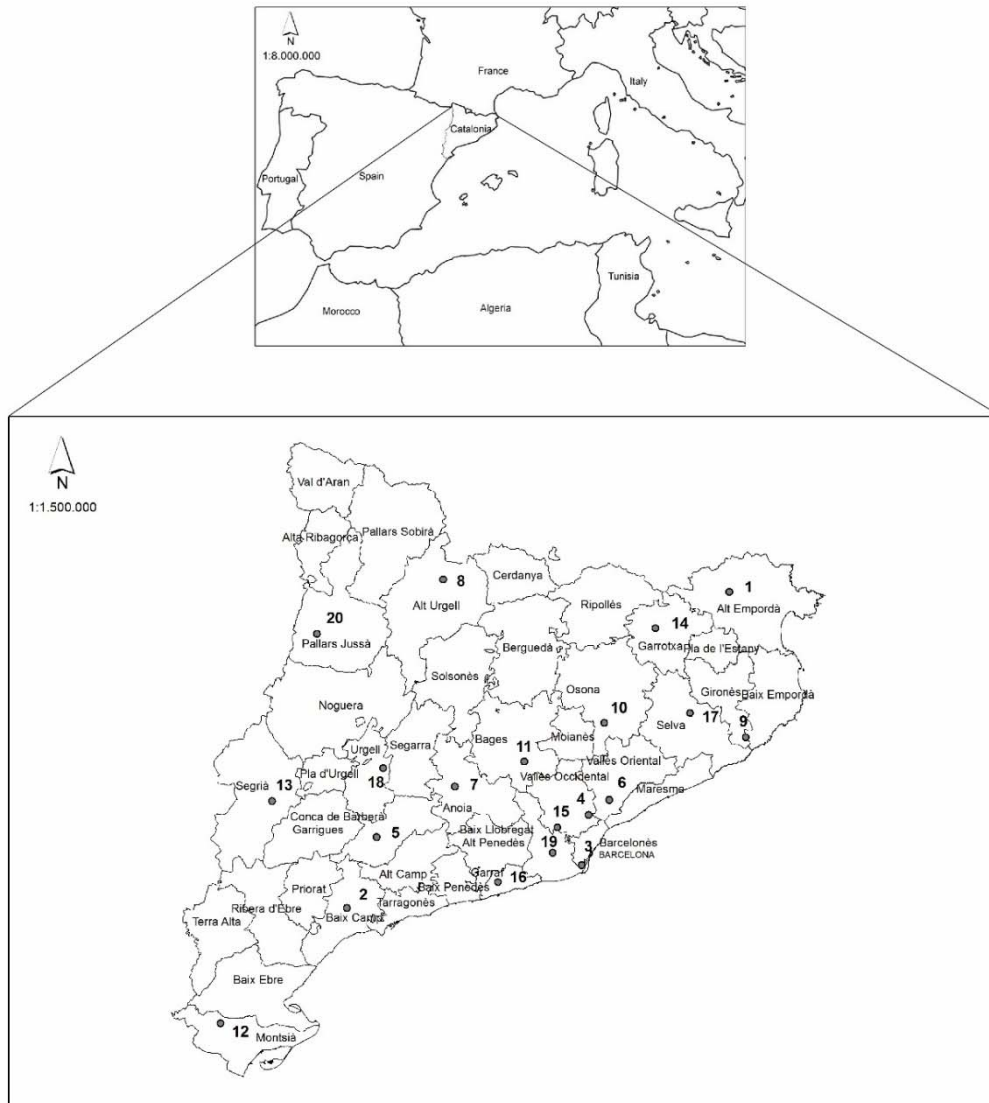 N
1:8.000.000
France
Italy
Catalonia
Portugal
Spain
Tunisia
Morocco
Algeria
N
1:1.500.000
Val d'Aran
Alta Ribagorça
Pallars Sobirà
8
Alt Urgell
Cerdanya
Ripollés
1
Alt Empordà
20
Pallars Jussà
14
Garrotxa
Pla de l'Estany
Berguedà
Solsonès
Osona
Gironès
Baix Empordà
Noguera
10
Selva
17
9
Urgell
Segarra
Bages
Moianès
11
Vallès Oriental
Pla d'Urgell
18
Vallès Occidental
Segrià
13
7
Anoia
6
Maresme
4
15
Conca de Barberà
Garrigues
5
Baix Llobregat
Alt Penedès
19
3
Barcelonès
BARCELONA
Alt Camp
Garraf
16
Priorat
2
Baix Penedès
Tarragonès
Baix Camp
Ribera d'Ebre
Terra Alta
Baix Ebre
12
Montsià